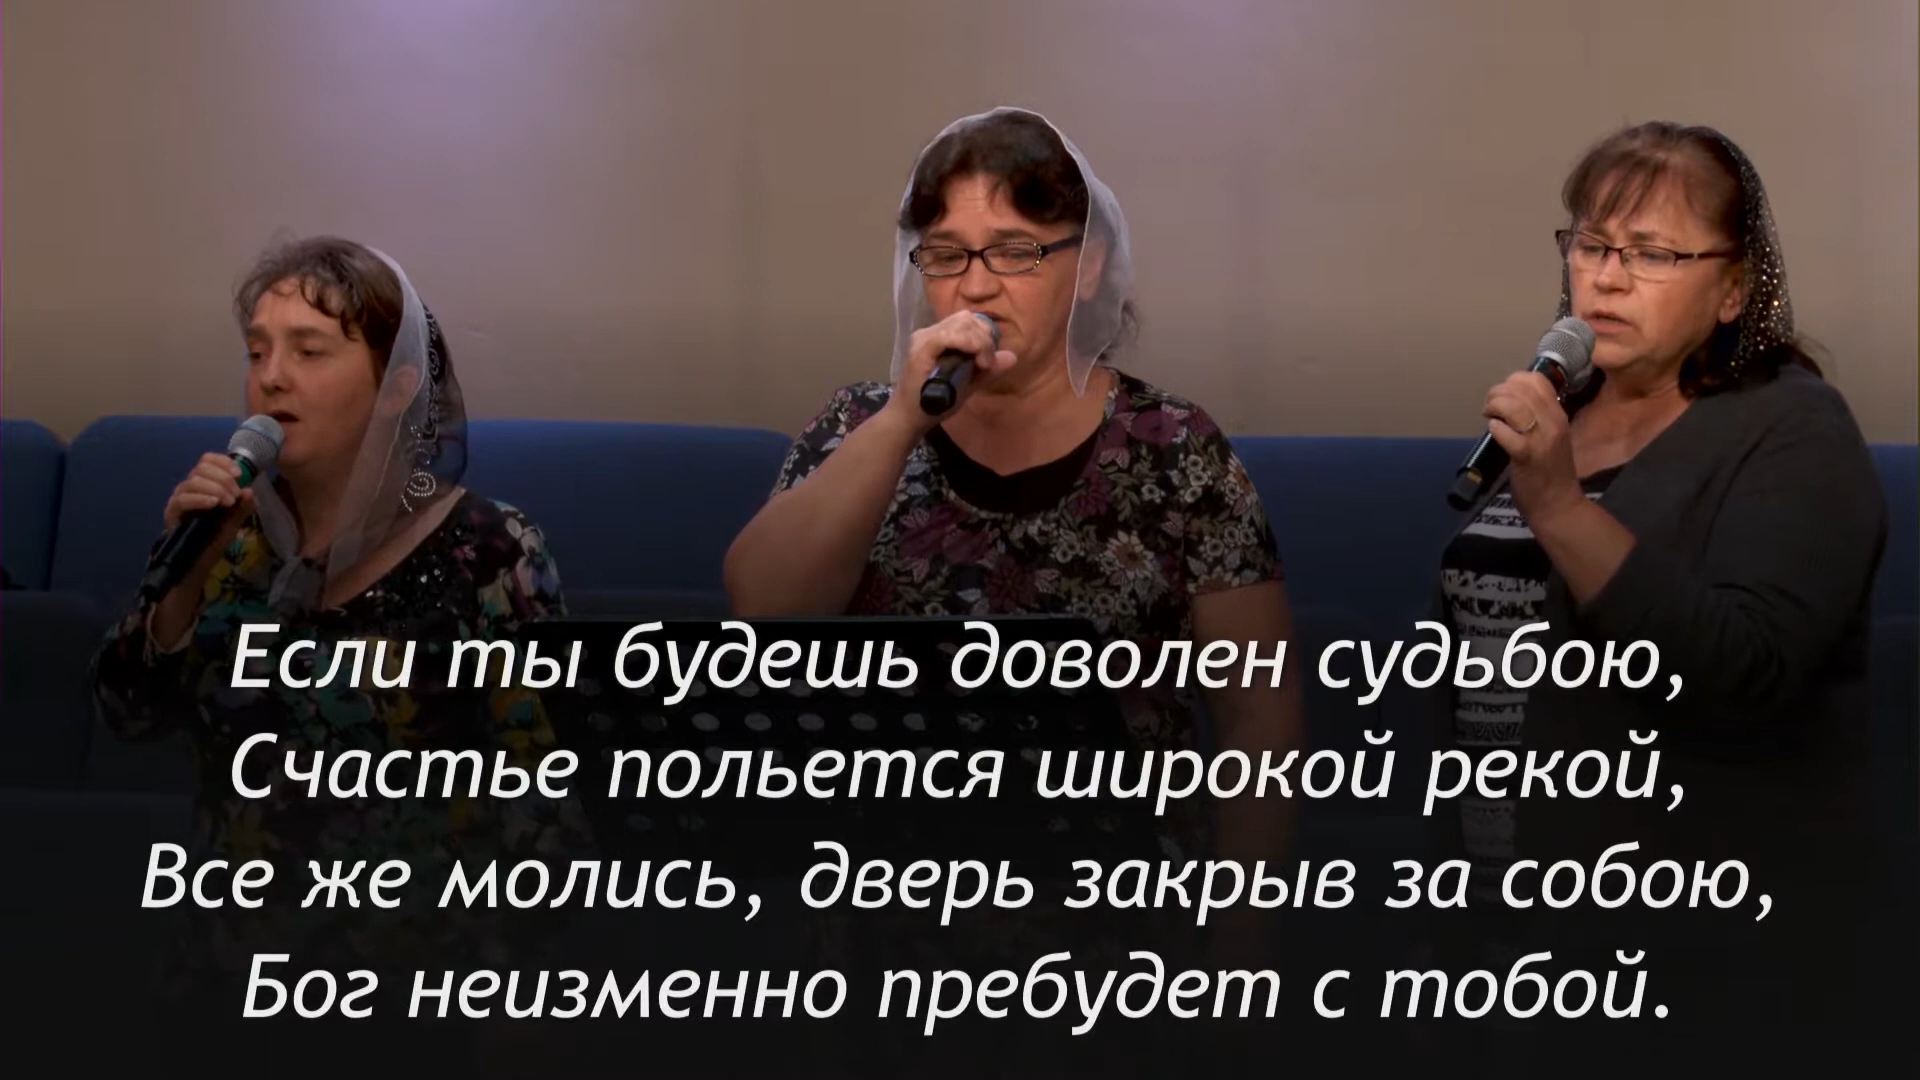 Если ты будешь доволен судьбою,
Счастье польется широкой рекой,
Все же молись, дверь закрыв за собою,
Бог неизменно пребудет с тобой.